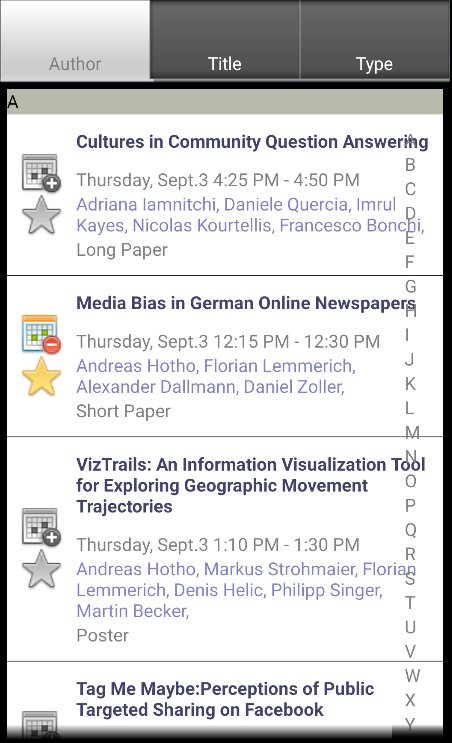 Author
Title
Type
A
Cultures in Community Question Answering
Thursday, Sept.3 4:25 PM - 4:50 PM
Adriana Iamnitchi, Daniele Quercia, Imrul
Kayes, Nicolas Kourtellis, Francesco Bonchi,
Long Paper
Media Bias in German Online Newspapers
Thursday, Sept.3 12:15 PM - 12:30 PM
Andreas Hotho, Florian Lemmerich,
Alexander Dallmann, Daniel Zoller,
Short Paper
VizTrails: An Information Visualization Tool
for Exploring Geographic Movement
Trajectories
Thursday, Sept.3 1:10 PM - 1:30 PM
Andreas Hotho, Markus Strohmaier, Florian
Lemmerich, Denis Helic, Philipp Singer,
Martin Becker,
Poster
Tag Me Maybe:Perceptions of Public
Targeted Sharing on Facebook
A
B
C
D
E
F
G
H
I
J
K
L
M
N
O
P
Q
R
S
T
U
V
W
X
Y